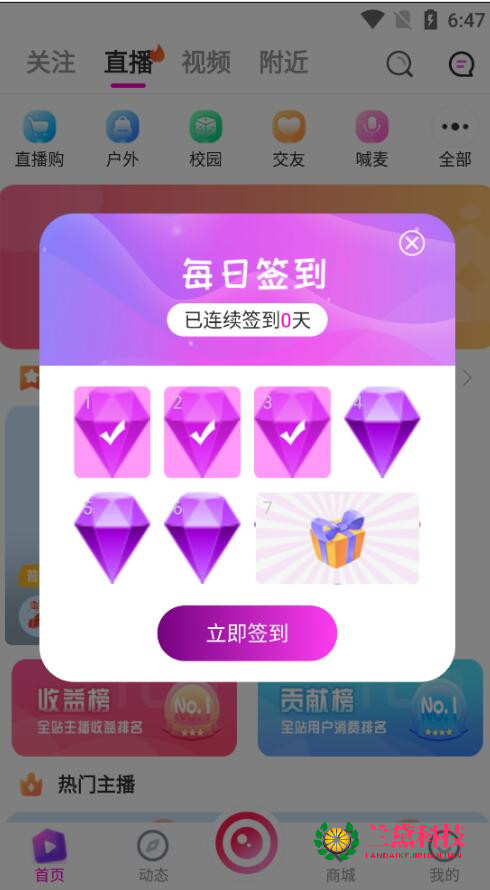 6:47
关注 直播 视频 附近
直播购 户外 校园 交友 喊麦 全部
每日签到
已连续签到0天
1 2 3 4
5 6 7
立即签到
收益榜
全站主播收益排名
No.1
贡献榜
全站用户消费排名
No.1
热门主播
首页 动态 商城 我的
兰黛科技